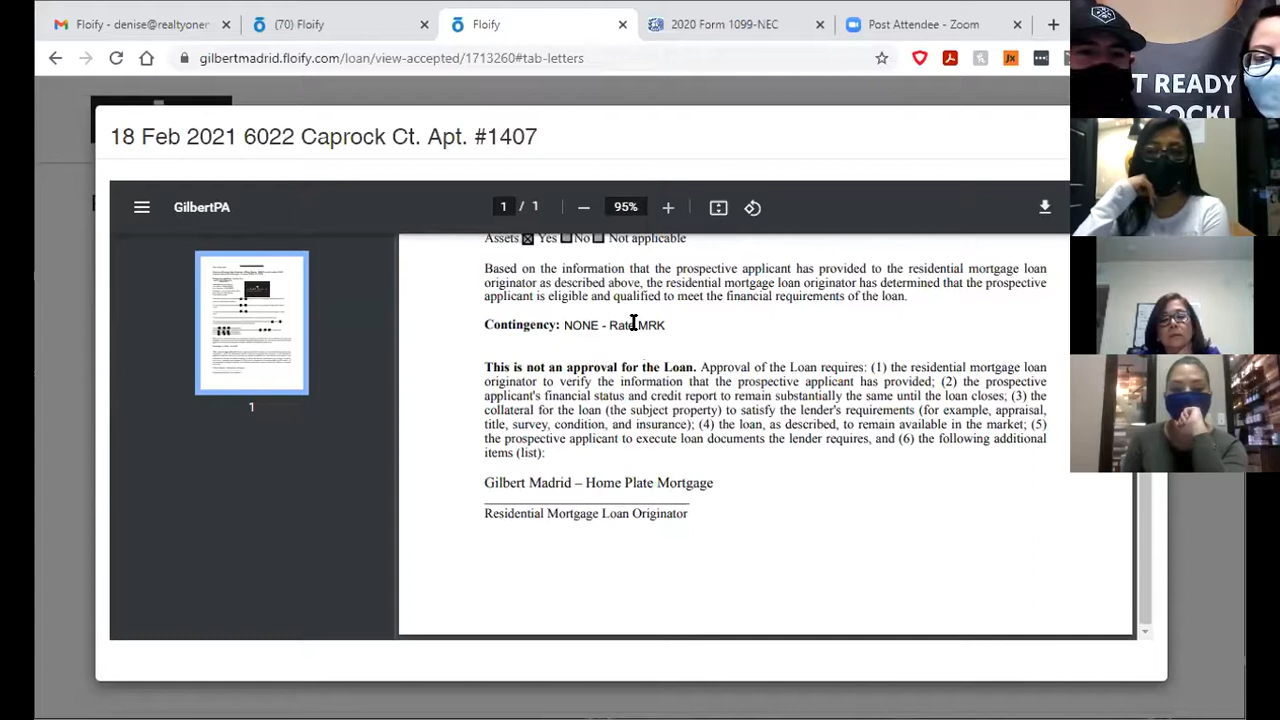 Floify - denise@realtyoner
(70) Floify
Floify
2020 Form 1099-NEC
Post Attendee - Zoom
gilbertmadrid.floify.com/loan/view-accepted/1713260#tab-letters
T READY
ROCK!
18 Feb 2021 6022 Caprock Ct. Apt. #1407
GilbertPA
1 / 1
95%
Assets Yes No Not applicable
Based on the information that the prospective applicant has provided to the residential mortgage loan
originator as described above, the residential mortgage loan originator has determined that the prospective
applicant is eligible and qualified to meet the financial requirements of the loan.
Contingency: NONE - Rate MRK
This is not an approval for the Loan. Approval of the Loan requires: (1) the residential mortgage loan
originator to verify the information that the prospective applicant has provided; (2) the prospective
applicant's financial status and credit report to remain substantially the same until the loan closes; (3) the
collateral for the loan (the subject property) to satisfy the lender's requirements (for example, appraisal,
title, survey, condition, and insurance); (4) the loan, as described, to remain available in the market; (5)
the prospective applicant to execute loan documents the lender requires, and (6) the following additional
items (list):
Gilbert Madrid – Home Plate Mortgage
Residential Mortgage Loan Originator
1